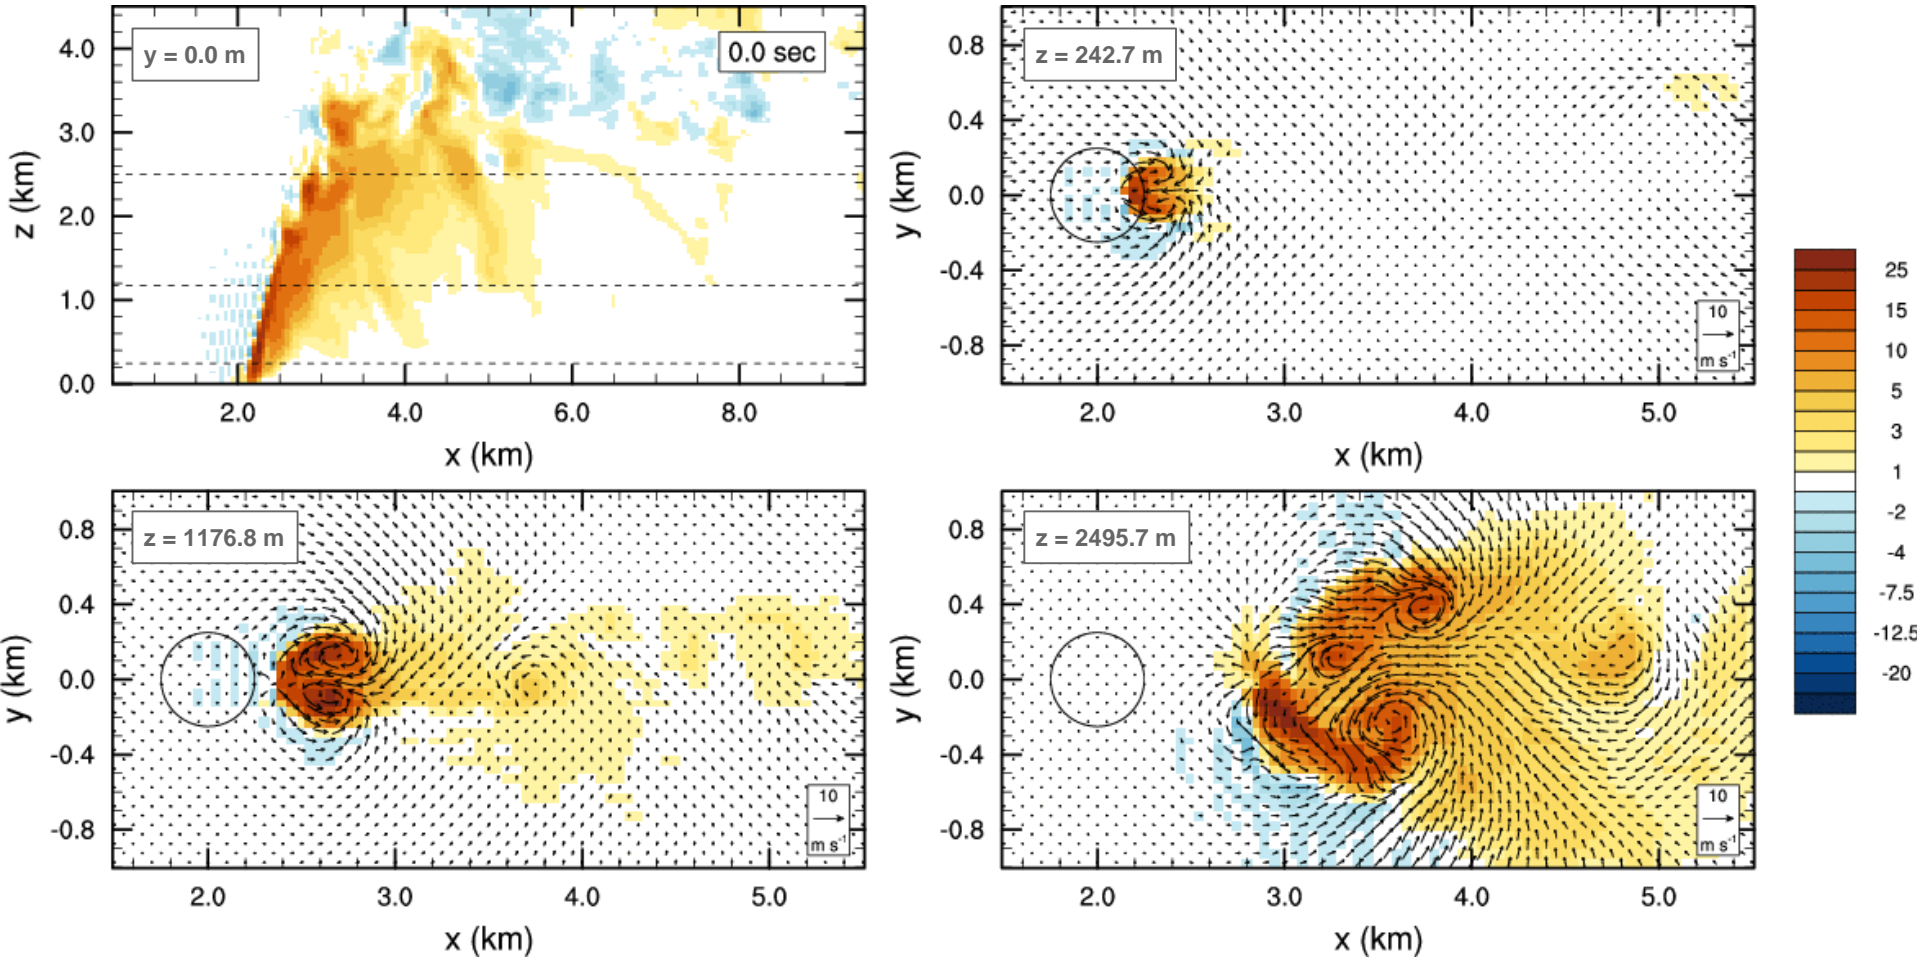 y = 0.0 m
0.0 sec
4.0
3.0
2.0
1.0
0.0
z (km)
2.0 4.0 6.0 8.0
x (km)
z = 242.7 m
0.8
0.4
0.0
-0.4
-0.8
y (km)
10
m s⁻¹
2.0 3.0 4.0 5.0
x (km)
z = 1176.8 m
0.8
0.4
0.0
-0.4
-0.8
y (km)
10
m s⁻¹
2.0 3.0 4.0 5.0
x (km)
z = 2495.7 m
0.8
0.4
0.0
-0.4
-0.8
y (km)
10
m s⁻¹
2.0 3.0 4.0 5.0
x (km)
25
15
10
5
3
1
-2
-4
-7.5
-12.5
-20